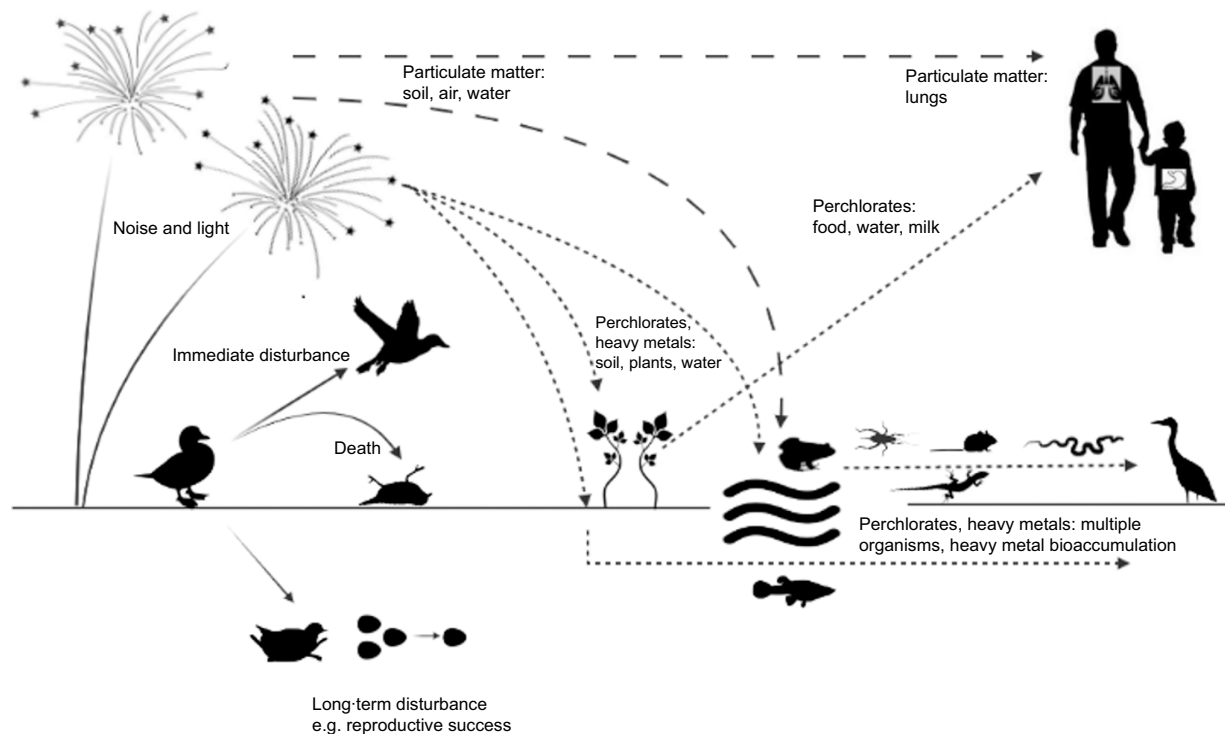 Particulate matter:
soil, air, water
Particulate matter:
lungs
Noise and light
Perchlorates:
food, water, milk
Immediate disturbance
Perchlorates,
heavy metals:
soil, plants, water
Death
Perchlorates, heavy metals: multiple
organisms, heavy metal bioaccumulation
Long·term disturbance
e.g. reproductive success